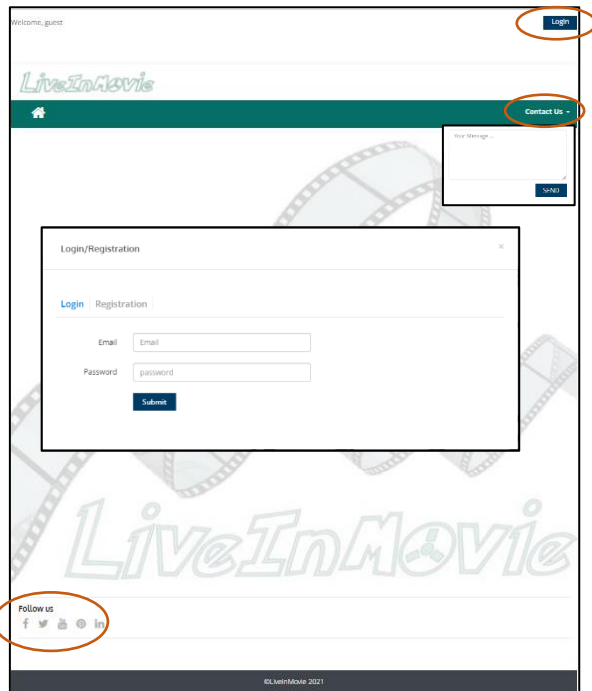 Welcome, guest
Login
LiveInMovie
Contact Us
Your Message ...
SEND
Login/Registration
×
Login Registration
Email Email
Password password
Submit
LiveInMovie
Follow us
©LiveInMovie 2021